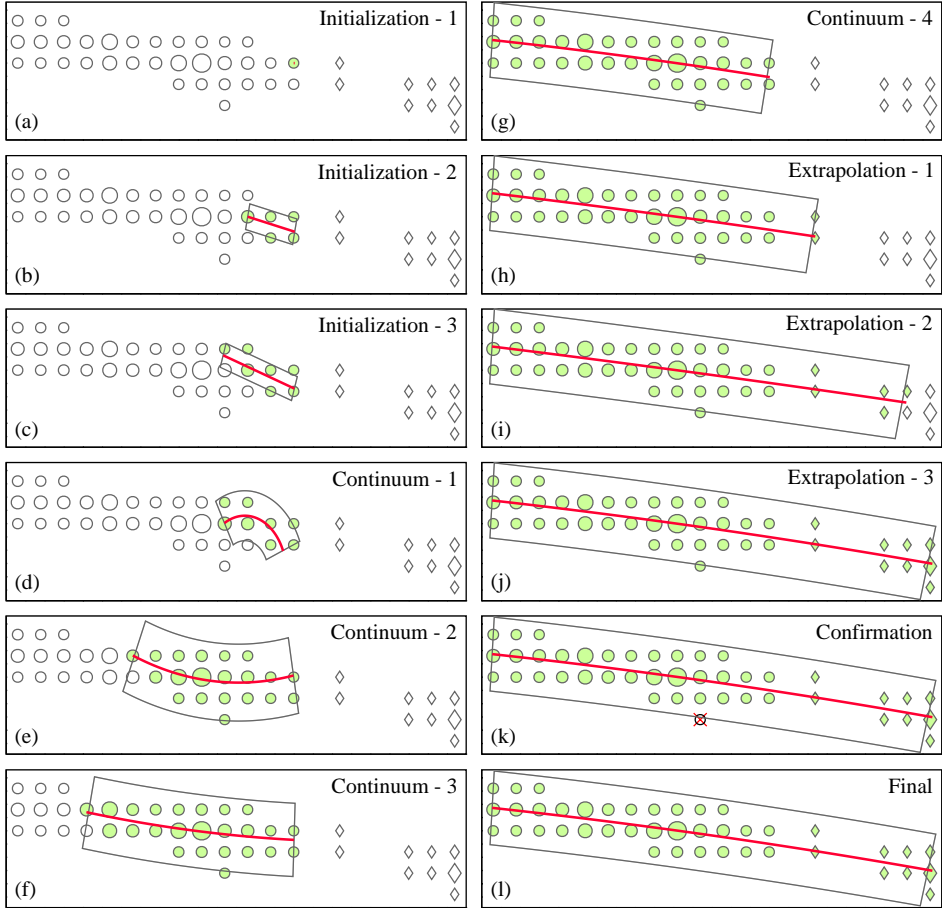 Initialization - 1
(a)
Initialization - 2
(b)
Initialization - 3
(c)
Continuum - 1
(d)
Continuum - 2
(e)
Continuum - 3
(f)
Continuum - 4
(g)
Extrapolation - 1
(h)
Extrapolation - 2
(i)
Extrapolation - 3
(j)
Confirmation
(k)
Final
(l)